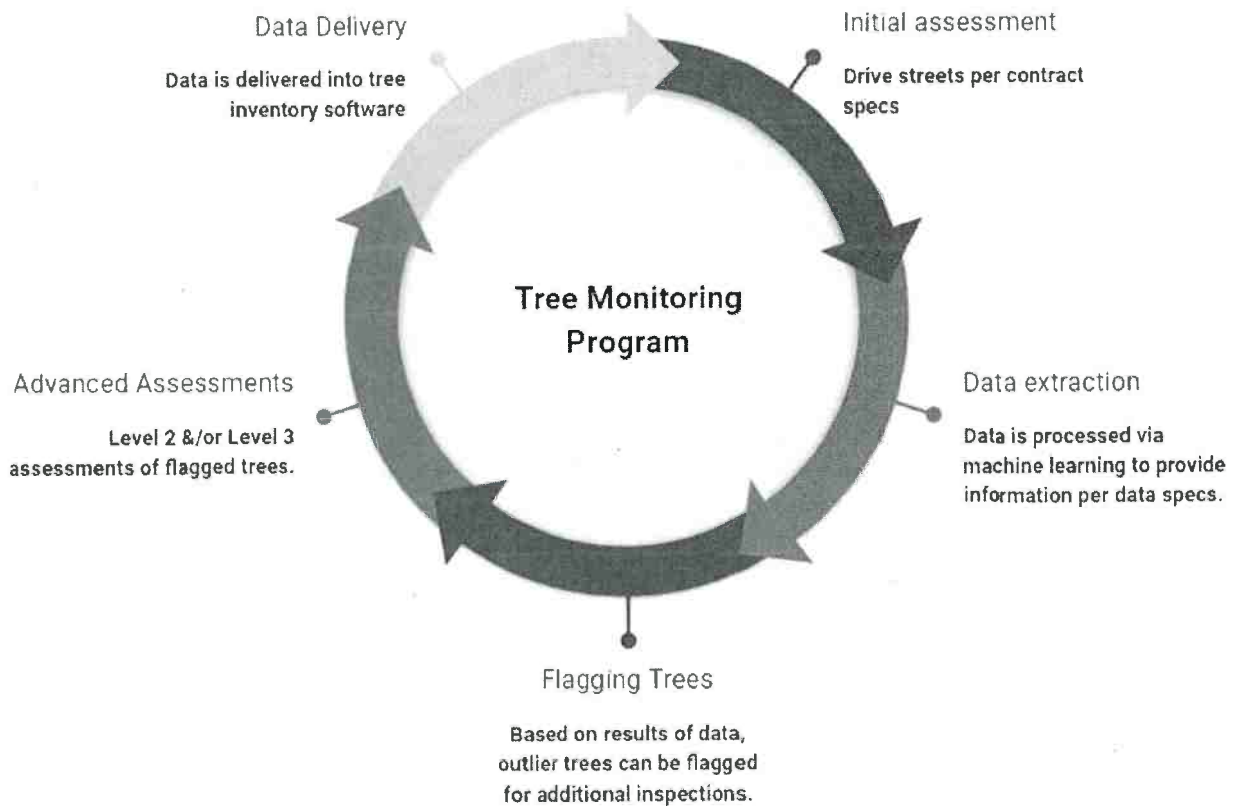 Data Delivery
Data is delivered into tree
inventory software
Initial assessment
Drive streets per contract
specs
Tree Monitoring
Program
Advanced Assessments
Level 2 &/or Level 3
assessments of flagged trees.
Data extraction
Data is processed via
machine learning to provide
information per data specs.
Flagging Trees
Based on results of data,
outlier trees can be flagged
for additional inspections.